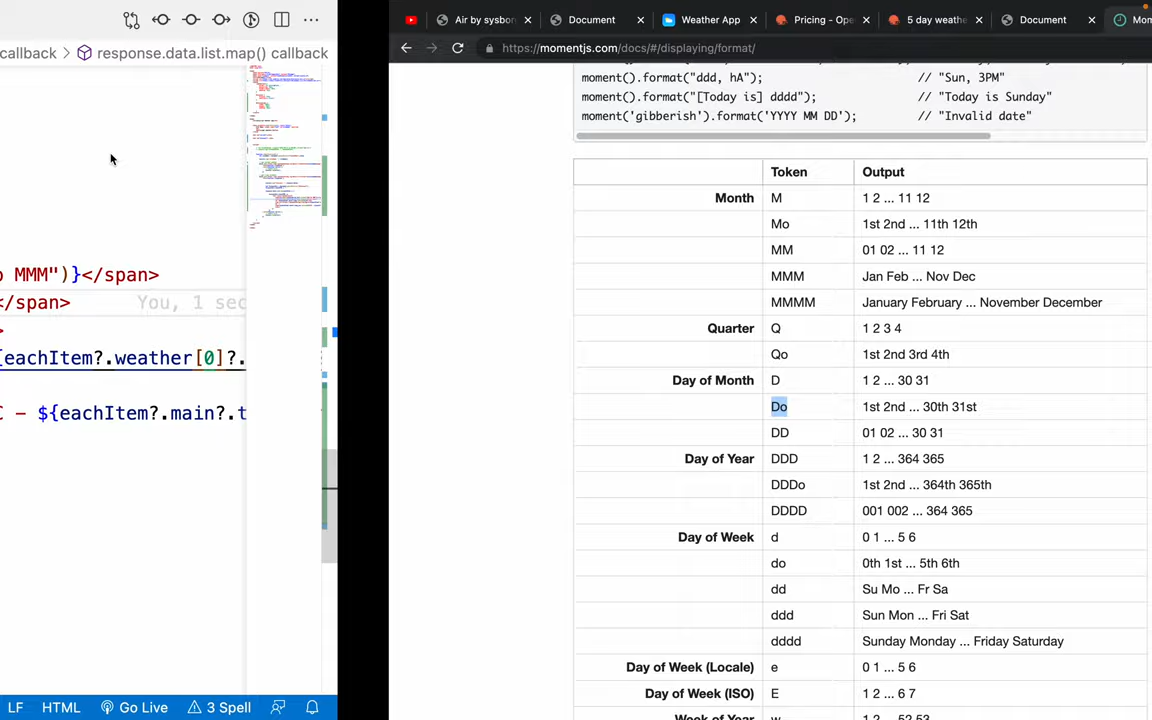 callback > response.data.list.map() callback
o MMM")}</span>
</span> You, 1 sec
>
[eachItem?.weather[0]?.
C – ${eachItem?.main?.t
LF HTML Go Live 3 Spell
Air by sysbon Document Weather App Pricing - Ope 5 day weathe Document Mom
https://momentjs.com/docs/#/displaying/format/
moment().format("ddd, hA"); // "Sun, 3PM"
moment().format("[Today is] dddd"); // "Today is Sunday"
moment('gibberish').format('YYYY MM DD'); // "Invalid date"
Token Output
Month M 1 2 ... 11 12
Mo 1st 2nd ... 11th 12th
MM 01 02 ... 11 12
MMM Jan Feb ... Nov Dec
MMMM January February ... November December
Quarter Q 1 2 3 4
Qo 1st 2nd 3rd 4th
Day of Month D 1 2 ... 30 31
Do 1st 2nd ... 30th 31st
DD 01 02 ... 30 31
Day of Year DDD 1 2 ... 364 365
DDDo 1st 2nd ... 364th 365th
DDDD 001 002 ... 364 365
Day of Week d 0 1 ... 5 6
do 0th 1st ... 5th 6th
dd Su Mo ... Fr Sa
ddd Sun Mon ... Fri Sat
dddd Sunday Monday ... Friday Saturday
Day of Week (Locale) e 0 1 ... 5 6
Day of Week (ISO) E 1 2 ... 6 7
Week of Year w 1 2 ... 52 53